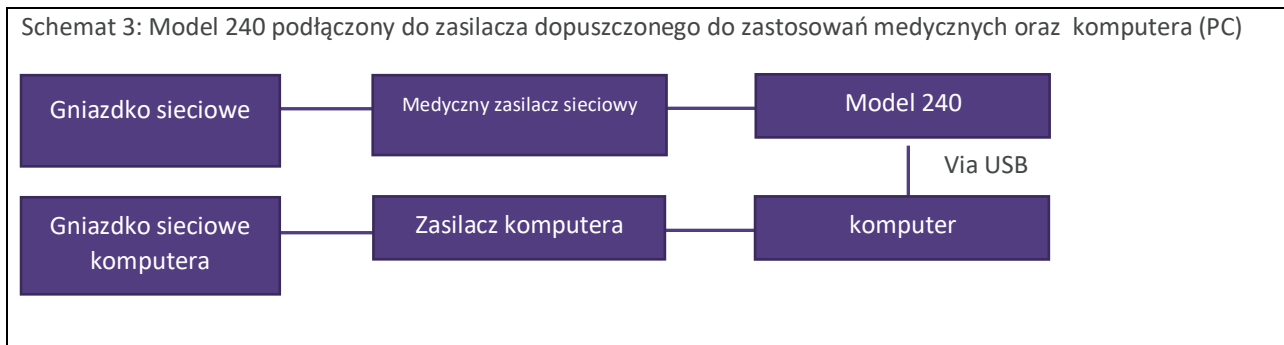 Schemat 3: Model 240 podłączony do zasilacza dopuszczonego do zastosowań medycznych oraz  komputera (PC)
Gniazdko sieciowe
Medyczny zasilacz sieciowy
Model 240
Via USB
Gniazdko sieciowe
komputera
Zasilacz komputera
komputer